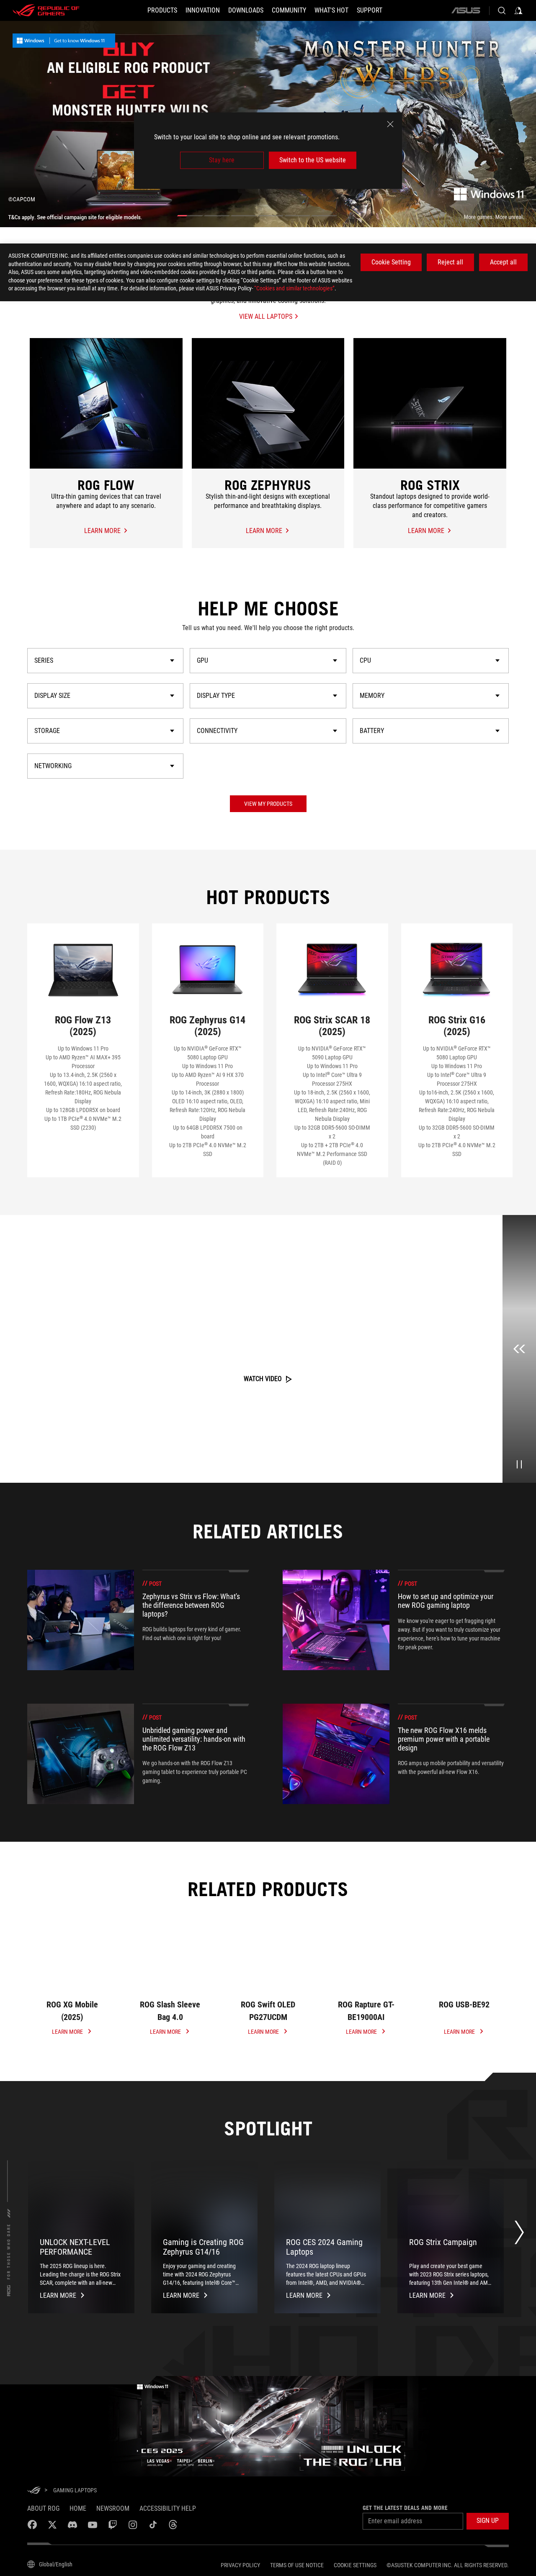 REPUBLIC OF GAMERS
PRODUCTS
INNOVATION
DOWNLOADS
COMMUNITY
WHAT'S HOT
SUPPORT
ASUS
Windows | Get to know Windows 11
BUY
AN ELIGIBLE ROG PRODUCT
GET
MONSTER HUNTER WILDS
MONSTER HUNTER
WILDS
Switch to your local site to shop online and see relevant promotions.
Stay here
Switch to the US website
©CAPCOM
Windows 11
T&Cs apply. See official campaign site for eligible models.
More games. More unreal.
ASUSTeK COMPUTER INC. and its affiliated entities companies use cookies and similar technologies to perform essential online functions, such as authentication and security. You may disable these by changing your cookies setting through browser, but this may affect how the website functions. Also, ASUS uses some analytics, targeting/adverting and video-embedded cookies provided by ASUS or third parties. Please click a button here to choose your preference for these types of cookies. You can also configure cookie settings by clicking "Cookie Settings" at the footer of ASUS websites or accessing the browser you install at any time. For detailed information, please visit ASUS Privacy Policy- "Cookies and similar technologies".
Cookie Setting
Reject all
Accept all
graphics, and innovative cooling solutions.
VIEW ALL LAPTOPS
ROG FLOW
Ultra-thin gaming devices that can travel
anywhere and adapt to any scenario.
LEARN MORE
ROG ZEPHYRUS
Stylish thin-and-light designs with exceptional
performance and breathtaking displays.
LEARN MORE
ROG STRIX
Standout laptops designed to provide world-
class performance for competitive gamers
and creators.
LEARN MORE
HELP ME CHOOSE
Tell us what you need. We'll help you choose the right products.
SERIES
GPU
CPU
DISPLAY SIZE
DISPLAY TYPE
MEMORY
STORAGE
CONNECTIVITY
BATTERY
NETWORKING
VIEW MY PRODUCTS
HOT PRODUCTS
ROG Flow Z13
(2025)
Up to Windows 11 Pro
Up to AMD Ryzen™ AI MAX+ 395
Processor
Up to 13.4-inch, 2.5K (2560 x
1600, WQXGA) 16:10 aspect ratio,
Refresh Rate:180Hz, ROG Nebula
Display
Up to 128GB LPDDR5X on board
Up to 1TB PCIe® 4.0 NVMe™ M.2
SSD (2230)
ROG Zephyrus G14
(2025)
Up to NVIDIA® GeForce RTX™
5080 Laptop GPU
Up to Windows 11 Pro
Up to AMD Ryzen™ AI 9 HX 370
Processor
Up to 14-inch, 3K (2880 x 1800)
OLED 16:10 aspect ratio, OLED,
Refresh Rate:120Hz, ROG Nebula
Display
Up to 64GB LPDDR5X 7500 on
board
Up to 2TB PCIe® 4.0 NVMe™ M.2
SSD
ROG Strix SCAR 18
(2025)
Up to NVIDIA® GeForce RTX™
5090 Laptop GPU
Up to Windows 11 Pro
Up to Intel® Core™ Ultra 9
Processor 275HX
Up to 18-inch, 2.5K (2560 x 1600,
WQXGA) 16:10 aspect ratio, Mini
LED, Refresh Rate:240Hz, ROG
Nebula Display
Up to 32GB DDR5-5600 SO-DIMM
x 2
Up to 2TB + 2TB PCIe® 4.0
NVMe™ M.2 Performance SSD
(RAID 0)
ROG Strix G16
(2025)
Up to NVIDIA® GeForce RTX™
5080 Laptop GPU
Up to Windows 11 Pro
Up to Intel® Core™ Ultra 9
Processor 275HX
Up to16-inch, 2.5K (2560 x 1600,
WQXGA) 16:10 aspect ratio,
Refresh Rate:240Hz, ROG Nebula
Display
Up to 32GB DDR5-5600 SO-DIMM
x 2
Up to 2TB PCIe® 4.0 NVMe™ M.2
SSD
WATCH VIDEO
RELATED ARTICLES
// POST
Zephyrus vs Strix vs Flow: What's
the difference between ROG
laptops?
ROG builds laptops for every kind of gamer.
Find out which one is right for you!
// POST
How to set up and optimize your
new ROG gaming laptop
We know you're eager to get fragging right
away. But if you want to truly customize your
experience, here's how to tune your machine
for peak power.
// POST
Unbridled gaming power and
unlimited versatility: hands-on with
the ROG Flow Z13
We go hands-on with the ROG Flow Z13
gaming tablet to experience truly portable PC
gaming.
// POST
The new ROG Flow X16 melds
premium power with a portable
design
ROG amps up mobile portability and versatility
with the powerful all-new Flow X16.
RELATED PRODUCTS
ROG XG Mobile
(2025)
LEARN MORE
ROG Slash Sleeve
Bag 4.0
LEARN MORE
ROG Swift OLED
PG27UCDM
LEARN MORE
ROG Rapture GT-
BE19000AI
LEARN MORE
ROG USB-BE92
LEARN MORE
SPOTLIGHT
ROG FOR THOSE WHO DARE
UNLOCK NEXT-LEVEL
PERFORMANCE
The 2025 ROG lineup is here.
Leading the charge is the ROG Strix
SCAR, complete with an all-new...
LEARN MORE
Gaming is Creating ROG
Zephyrus G14/16
Enjoy your gaming and creating
time with 2024 ROG Zephyrus
G14/16, featuring Intel® Core™...
LEARN MORE
ROG CES 2024 Gaming
Laptops
The 2024 ROG laptop lineup
features the latest CPUs and GPUs
from Intel®, AMD, and NVIDIA®...
LEARN MORE
ROG Strix Campaign
Play and create your best game
with 2023 ROG Strix series laptops,
featuring 13th Gen Intel® and AM...
LEARN MORE
Windows 11
CES 2025
LAS VEGAS
TAIPEI
BERLIN
UNLOCK
THE ROG LAB
GAMING LAPTOPS
ABOUT ROG
HOME
NEWSROOM
ACCESSIBILITY HELP
GET THE LATEST DEALS AND MORE
Enter email address
SIGN UP
Global/English
PRIVACY POLICY
TERMS OF USE NOTICE
COOKIE SETTINGS
©ASUSTEK COMPUTER INC. ALL RIGHTS RESERVED.